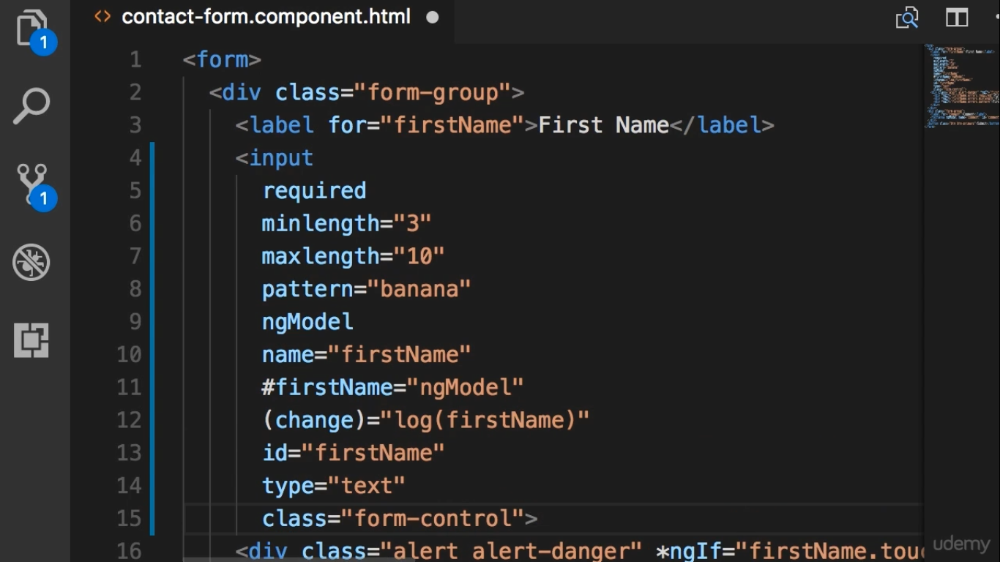 contact-form.component.html
1
1
1 <form>
2 <div class="form-group">
3 <label for="firstName">First Name</label>
4 <input
5 required
6 minlength="3"
7 maxlength="10"
8 pattern="banana"
9 ngModel
10 name="firstName"
11 #firstName="ngModel"
12 (change)="log(firstName)"
13 id="firstName"
14 type="text"
15 class="form-control">
16 <div class="alert alert-danger" *ngIf="firstName.tou
udemy